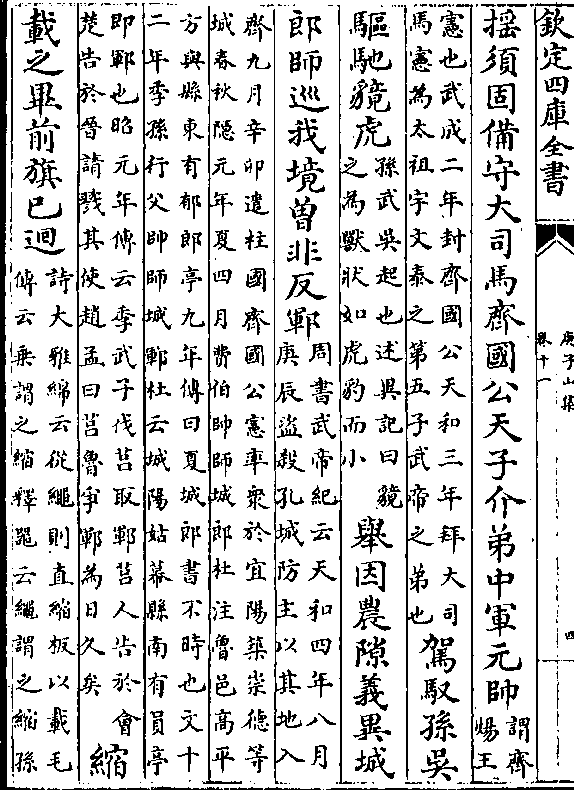 欽定四庫全書
庾子山集
卷十一
四
揺須固備守大司馬齊國公天子介弟中軍元帥謂齊
煬王
憲也武成二年封齊國公天和三年拜大司
馬憲為太祖宇文泰之第五子武帝之弟也駕馭孫吳
驅馳獍虎孫武吳起也述異記曰獍
之為獸狀如虎豹而小舉因農隙義異城
郎師巡我境曽非反鄆周書武帝紀云天和四年八月
庚辰盜殺孔城防主以其地入
齊九月辛卯遣柱國齊國公憲率衆於宜陽築崇德等
城春秋隠元年夏四月費伯帥師城郎杜注魯邑高平
方與縣東有郁郎亭九年傳曰夏城郎書不時也文十
二年季孫行父帥師城鄆杜云城陽姑幕縣南有員亭
即鄆也昭元年傳云季武子伐莒取鄆莒人告於會
楚告於晉請戮其使趙孟曰莒魯爭鄆為日久矣縮
載之畢前旗已迴詩大雅綿云從繩則直縮板以載毛
傳云乗謂之縮釋器云繩謂之縮孫